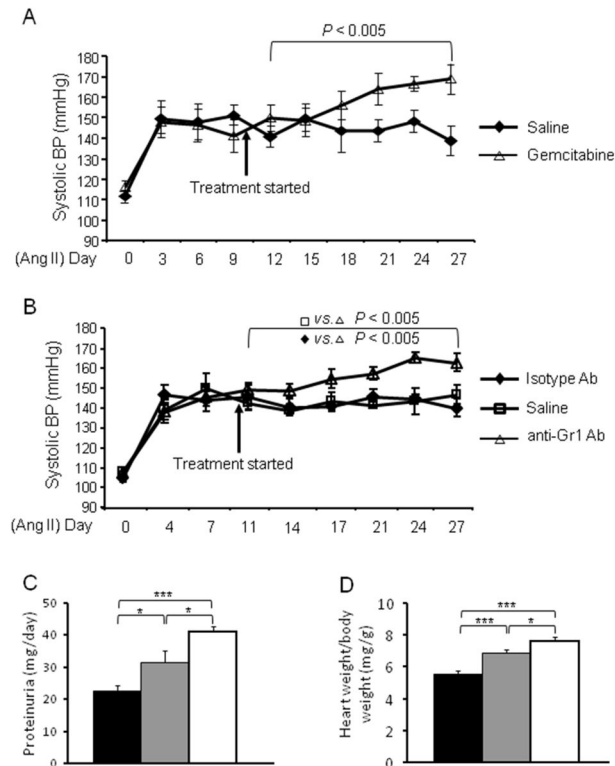 A
P < 0.005
Systolic BP (mmHg)
180
170
160
150
140
130
120
110
100
90
Treatment started
Saline
Gemcitabine
(Ang II) Day 0 3 6 9 12 15 18 21 24 27
B
□ vs. △ P < 0.005
◆ vs. △ P < 0.005
Systolic BP (mmHg)
180
170
160
150
140
130
120
110
100
90
Treatment started
Isotype Ab
Saline
anti-Gr1 Ab
(Ang II) Day 0 4 7 11 14 17 21 24 27
C
Proteinuria (mg/day)
50
40
30
20
10
0
***
* *
D
Heart weight/body
weight (mg/g)
10
8
6
4
2
0
***
*** *